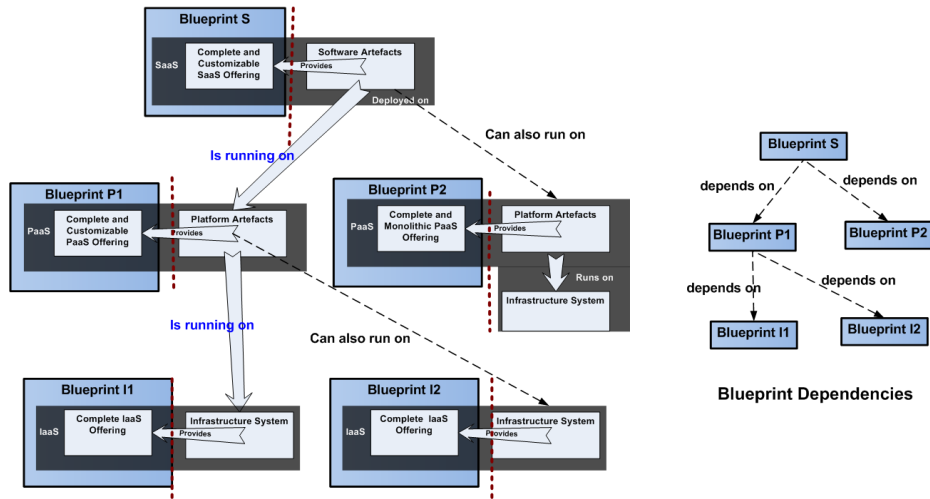 Blueprint S
SaaS
Complete and
Customizable
SaaS Offering
Provides
Software Artefacts
Deployed on
Is running on
Can also run on
Blueprint P1
PaaS
Complete and
Customizable
PaaS Offering
Provides
Platform Artefacts
Blueprint P2
PaaS
Complete and
Monolithic PaaS
Offering
Provides
Platform Artefacts
Runs on
Infrastructure System
Is running on
Can also run on
Blueprint I1
IaaS
Complete IaaS
Offering
Provides
Infrastructure System
Blueprint I2
IaaS
Complete IaaS
Offering
Provides
Infrastructure System
Blueprint S
depends on
depends on
Blueprint P1
Blueprint P2
depends on
depends on
Blueprint I1
Blueprint I2
Blueprint Dependencies